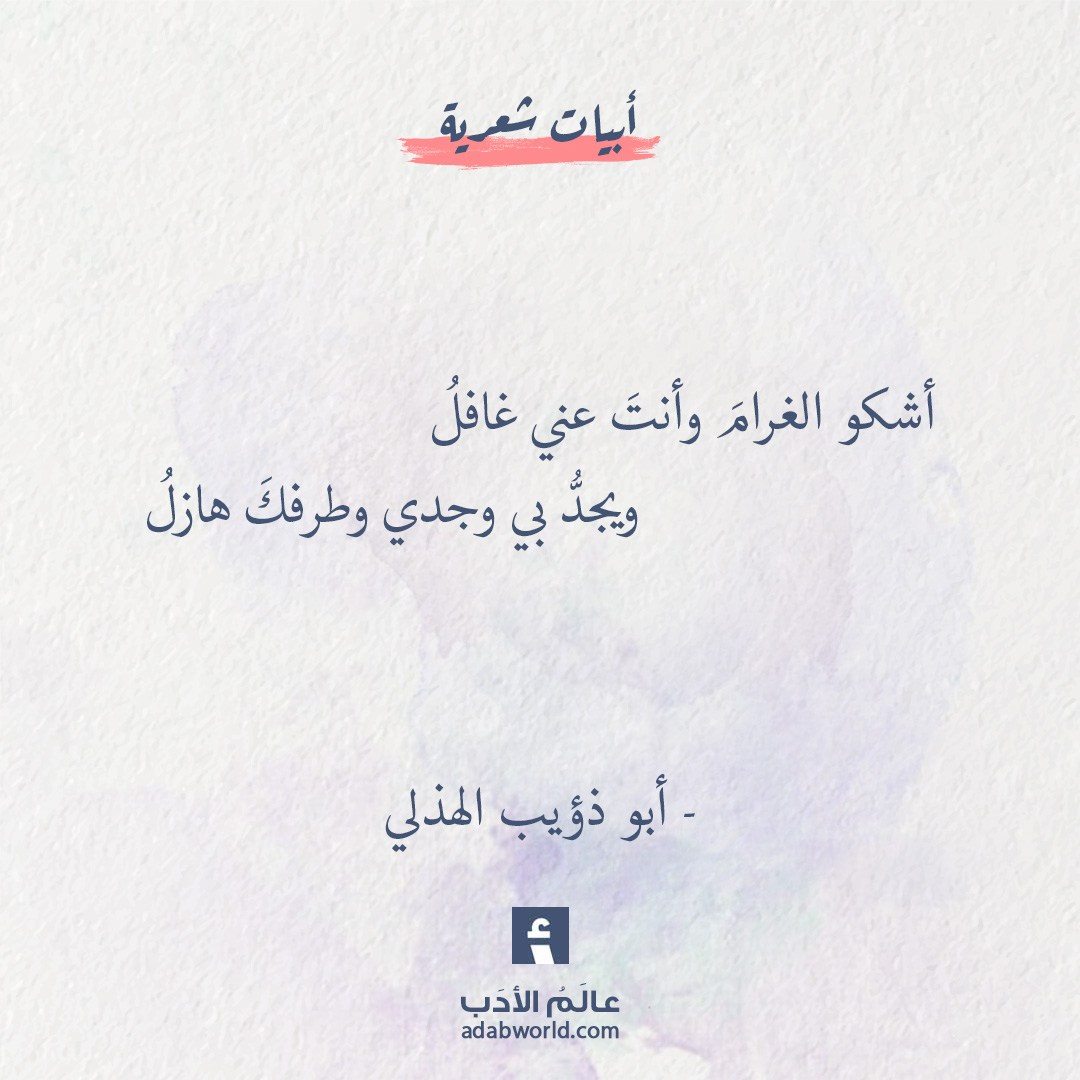 أبيات شعرية
أشكو الغرامَ وأنتَ عني غافلُ
ويجدُّ بي وجدي وطرفكَ هازلُ
- أبو ذؤيب الهذلي
أ
عالَمُ الأدَب
adabworld.com